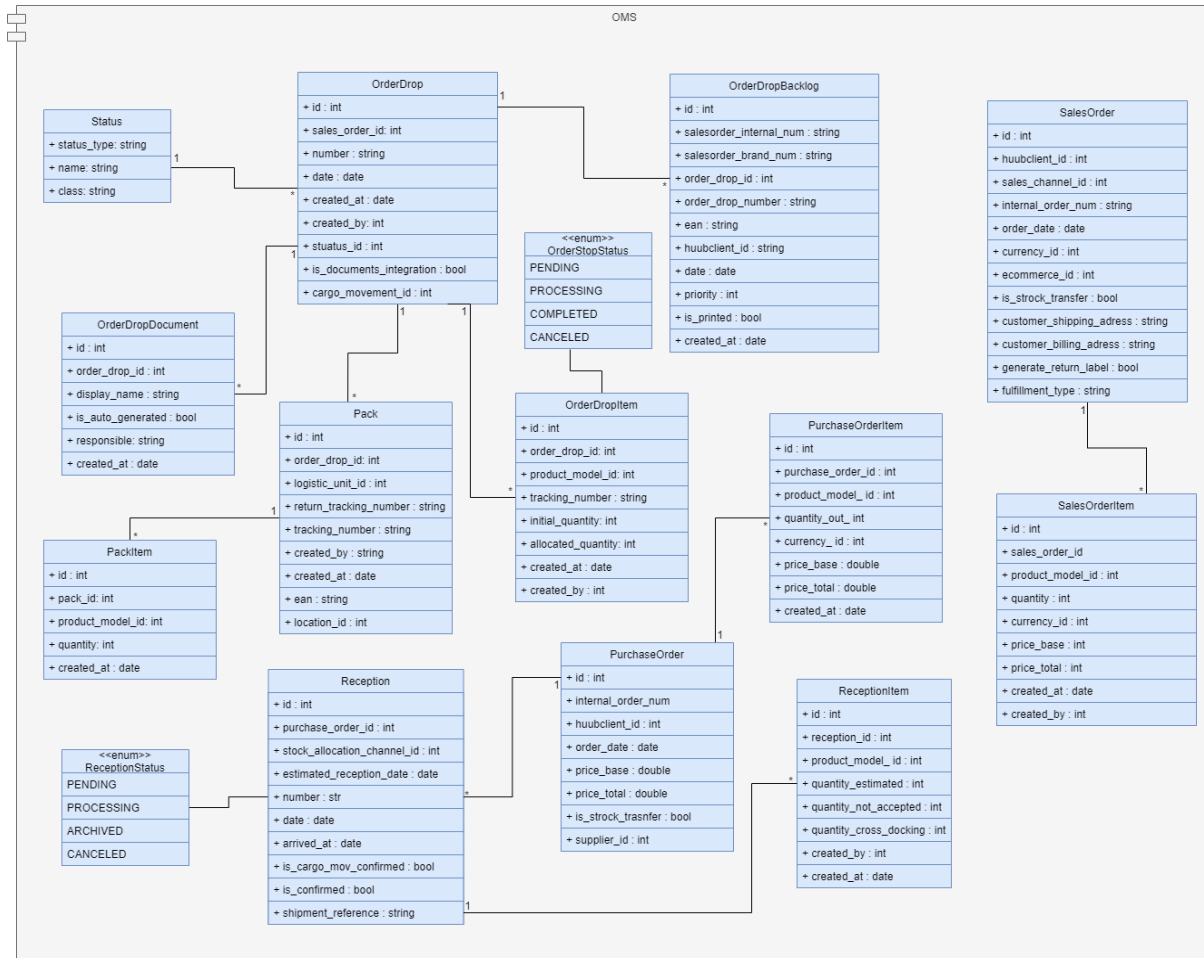 OMS
Status
+ status_type: string
+ name: string
+ class: string
1
*
OrderDrop
+ id : int
+ sales_order_id: int
+ number : string
+ date : date
+ created_at : date
+ created_by: int
+ stuatus_id : int
+ is_documents_integration : bool
+ cargo_movement_id : int
1
1
1
1
OrderDropBacklog
+ id : int
+ salesorder_internal_num : string
+ salesorder_brand_num : string
+ order_drop_id : int
+ order_drop_number : string
+ ean : string
+ huubclient_id : string
+ date : date
+ priority : int
+ is_printed : bool
+ created_at : date
*
SalesOrder
+ id : int
+ huubclient_id : int
+ sales_channel_id : int
+ internal_order_num : string
+ order_date : date
+ currency_id : int
+ ecommerce_id : int
+ is_strock_transfer : bool
+ customer_shipping_adress : string
+ customer_billing_adress : string
+ generate_return_label : bool
+ fulfillment_type : string
1
*
<<enum>>
OrderStopStatus
PENDING
PROCESSING
COMPLETED
CANCELED
OrderDropDocument
+ id : int
+ order_drop_id : int
+ display_name : string
+ is_auto_generated : bool
+ responsible: string
+ created_at : date
*
Pack
+ id : int
+ order_drop_id: int
+ logistic_unit_id : int
+ return_tracking_number : string
+ tracking_number : string
+ created_by : string
+ created_at : date
+ ean : string
+ location_id : int
*
1
OrderDropItem
+ id : int
+ order_drop_id: int
+ product_model_id: int
+ tracking_number : string
+ initial_quantity: int
+ allocated_quantity: int
+ created_at : date
+ created_by : int
*
PurchaseOrderItem
+ id : int
+ purchase_order_id : int
+ product_model_ id : int
+ quantity_out_ int
+ currency_ id : int
+ price_base : double
+ price_total : double
+ created_at : date
*
SalesOrderItem
+ id : int
+ sales_order_id
+ product_model_id : int
+ quantity : int
+ currency_id : int
+ price_base : int
+ price_total : int
+ created_at : date
+ created_by : int
PackItem
+ id : int
+ pack_id: int
+ product_model_id: int
+ quantity: int
+ created_at : date
*
PurchaseOrder
+ id : int
+ internal_order_num
+ huubclient_id : int
+ order_date : date
+ price_base : double
+ price_total : double
+ is_strock_trasnfer : bool
+ supplier_id : int
1
1
Reception
+ id : int
+ purchase_order_id : int
+ stock_allocation_channel_id : int
+ estimated_reception_date : date
+ number : str
+ date : date
+ arrived_at : date
+ is_cargo_mov_confirmed : bool
+ is_confirmed : bool
+ shipment_reference : string
*
1
ReceptionItem
+ id : int
+ reception_id : int
+ product_model_ id : int
+ quantity_estimated : int
+ quantity_not_accepted : int
+ quantity_cross_docking : int
+ created_by : int
+ created_at : date
*
<<enum>>
ReceptionStatus
PENDING
PROCESSING
ARCHIVED
CANCELED